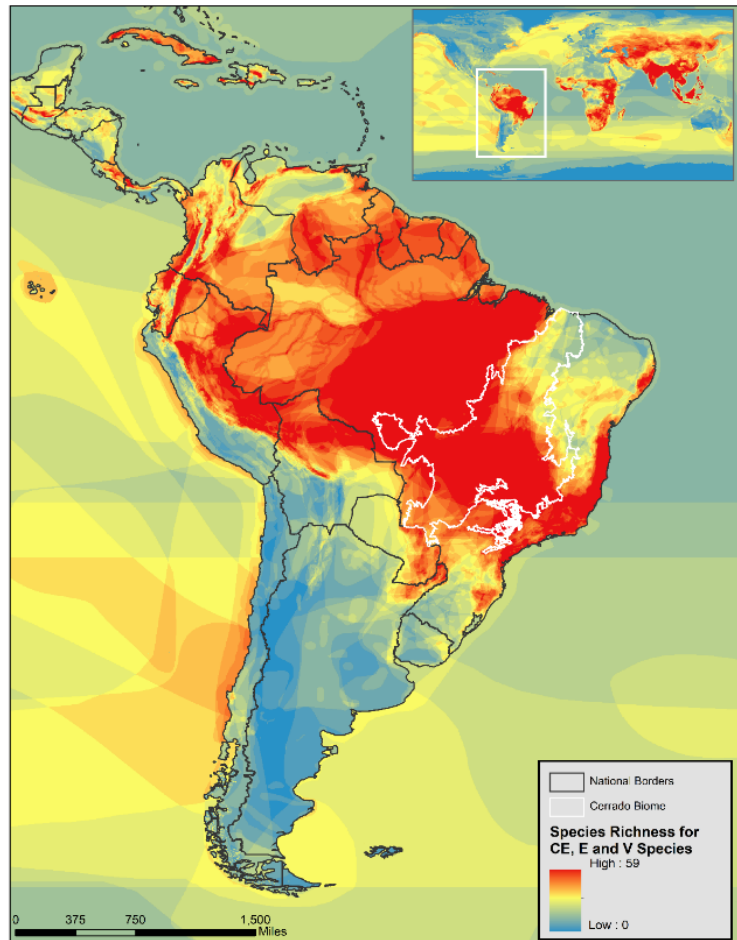 National Borders
Cerrado Biome
Species Richness for
CE, E and V Species
High : 59
Low : 0
0 375 750 1,500
Miles